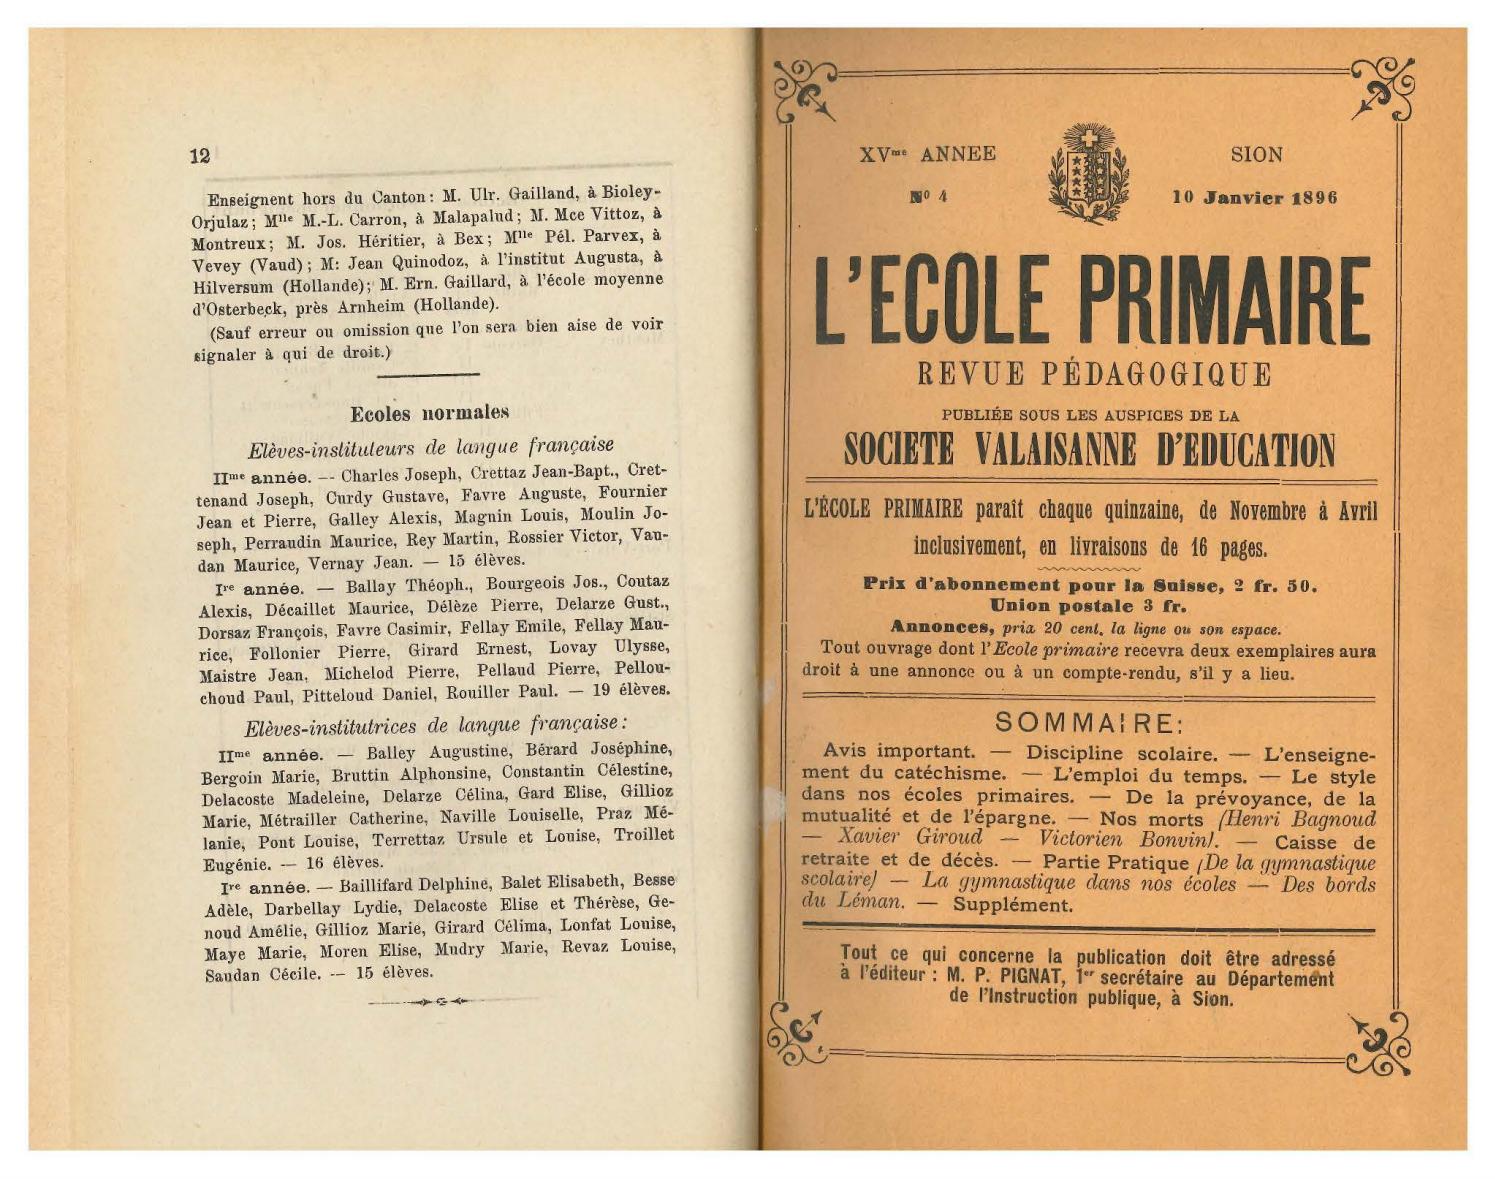 12
Enseignent hors du Canton : M. Ulr. Gailland, à Bioley-
Orjulaz ; Mlle M.-L. Carron, à Malapalud ; M. Mce Vittoz, à
Montreux ; M. Jos. Héritier, à Bex ; Mlle Pél. Parvex, à
Vevey (Vaud) ; M: Jean Quinodoz, à l'institut Augusta, à
Hilversum (Hollande) ; M. Ern. Gaillard, à l'école moyenne
d'Osterbeck, près Arnheim (Hollande).
(Sauf erreur ou omission que l'on sera bien aise de voir
signaler à qui de droit.)
Ecoles normales
Elèves-instituteurs de langue française
IIme année. -- Charles Joseph, Crettaz Jean-Bapt., Cret-
tenand Joseph, Curdy Gustave, Favre Auguste, Fournier
Jean et Pierre, Galley Alexis, Magnin Louis, Moulin Jo-
seph, Perraudin Maurice, Rey Martin, Rossier Victor, Vau-
dan Maurice, Vernay Jean. — 15 élèves.
Ire année. — Ballay Théoph., Bourgeois Jos., Coutaz
Alexis, Décaillet Maurice, Délèze Pierre, Delarze Gust.,
Dorsaz François, Favre Casimir, Fellay Emile, Fellay Mau-
rice, Follonier Pierre, Girard Ernest, Lovay Ulysse,
Maistre Jean, Michelod Pierre, Pellaud Pierre, Pellou-
choud Paul, Pitteloud Daniel, Rouiller Paul. — 19 élèves.
Elèves-institutrices de langue française :
IIme année. — Balley Augustine, Bérard Joséphine,
Bergoin Marie, Bruttin Alphonsine, Constantin Célestine,
Delacoste Madeleine, Delarze Célina, Gard Elise, Gillioz
Marie, Métrailler Catherine, Naville Louiselle, Praz Mé-
lanie, Pont Louise, Terrettaz Ursule et Louise, Troillet
Eugénie. — 16 élèves.
Ire année. — Baillifard Delphine, Balet Elisabeth, Besse
Adèle, Darbellay Lydie, Delacoste Elise et Thérèse, Ge-
noud Amélie, Gillioz Marie, Girard Célima, Lonfat Louise,
Maye Marie, Moren Elise, Mudry Marie, Revaz Louise,
Saudan Cécile. -- 15 élèves.
XVme ANNEE
SION
No 4
10 Janvier 1896
L'ECOLE PRIMAIRE
REVUE PÉDAGOGIQUE
PUBLIÉE SOUS LES AUSPICES DE LA
SOCIETE VALAISANNE D'EDUCATION
L'ÉCOLE PRIMAIRE paraît chaque quinzaine, de Novembre à Avril
inclusivement, en livraisons de 16 pages.
Prix d'abonnement pour la Suisse, 2 fr. 50.
Union postale 3 fr.
Annonces, prix 20 cent. la ligne ou son espace.
Tout ouvrage dont l'Ecole primaire recevra deux exemplaires aura
droit à une annonce ou à un compte-rendu, s'il y a lieu.
SOMMAIRE:
Avis important. — Discipline scolaire. — L'enseigne-
ment du catéchisme. — L'emploi du temps. — Le style
dans nos écoles primaires. — De la prévoyance, de la
mutualité et de l'épargne. — Nos morts (Henri Bagnoud
— Xavier Giroud — Victorien Bonvin). — Caisse de
retraite et de décès. — Partie Pratique (De la gymnastique
scolaire) — La gymnastique dans nos écoles — Des bords
du Léman. — Supplément.
Tout ce qui concerne la publication doit être adressé
à l'éditeur : M. P. PIGNAT, 1er secrétaire au Département
de l'Instruction publique, à Sion.